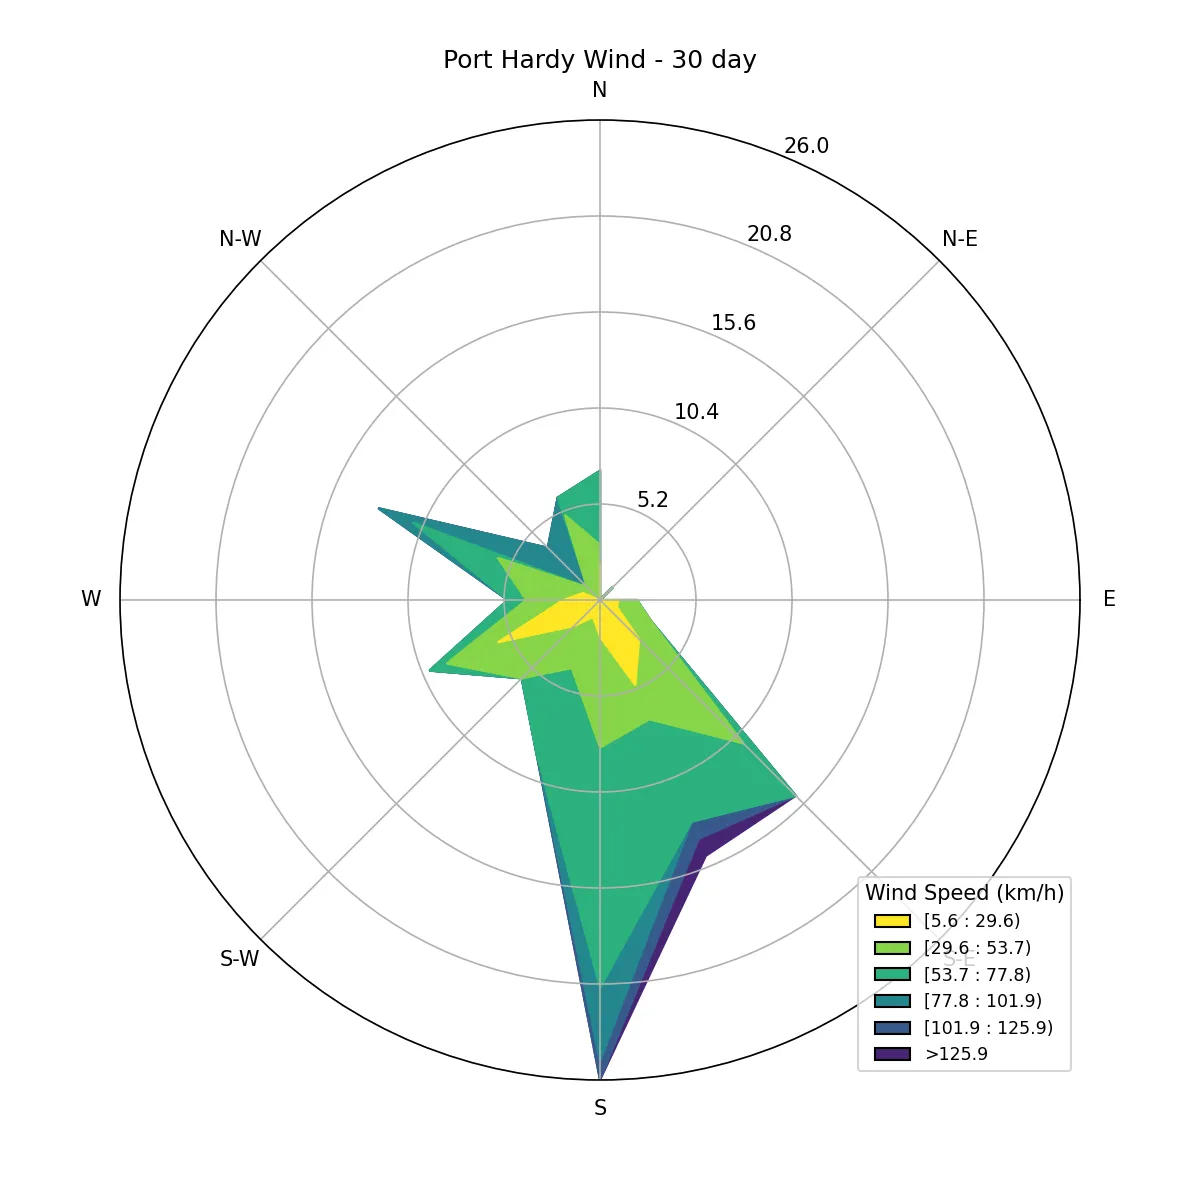 Port Hardy Wind - 30 day
N
26.0
N-W
20.8
N-E
15.6
10.4
5.2
W
E
Wind Speed (km/h)
[5.6 : 29.6)
[29.6 : 53.7)
S-W
S-E
[53.7 : 77.8)
[77.8 : 101.9)
[101.9 : 125.9)
>125.9
S